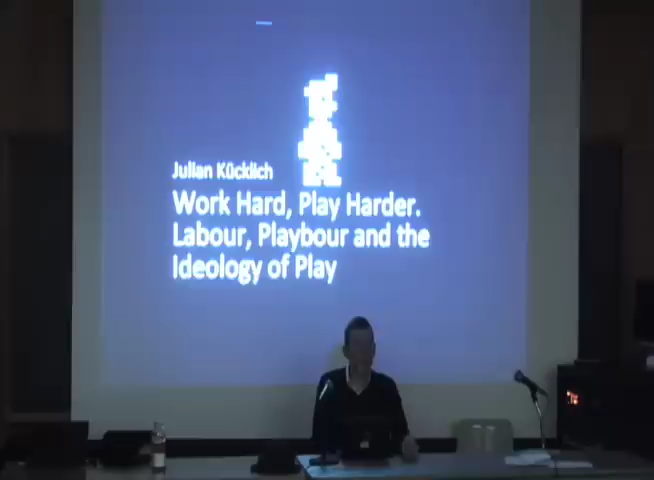 Julian Kücklich
Work Hard, Play Harder.
Labour, Playbour and the
Ideology of Play